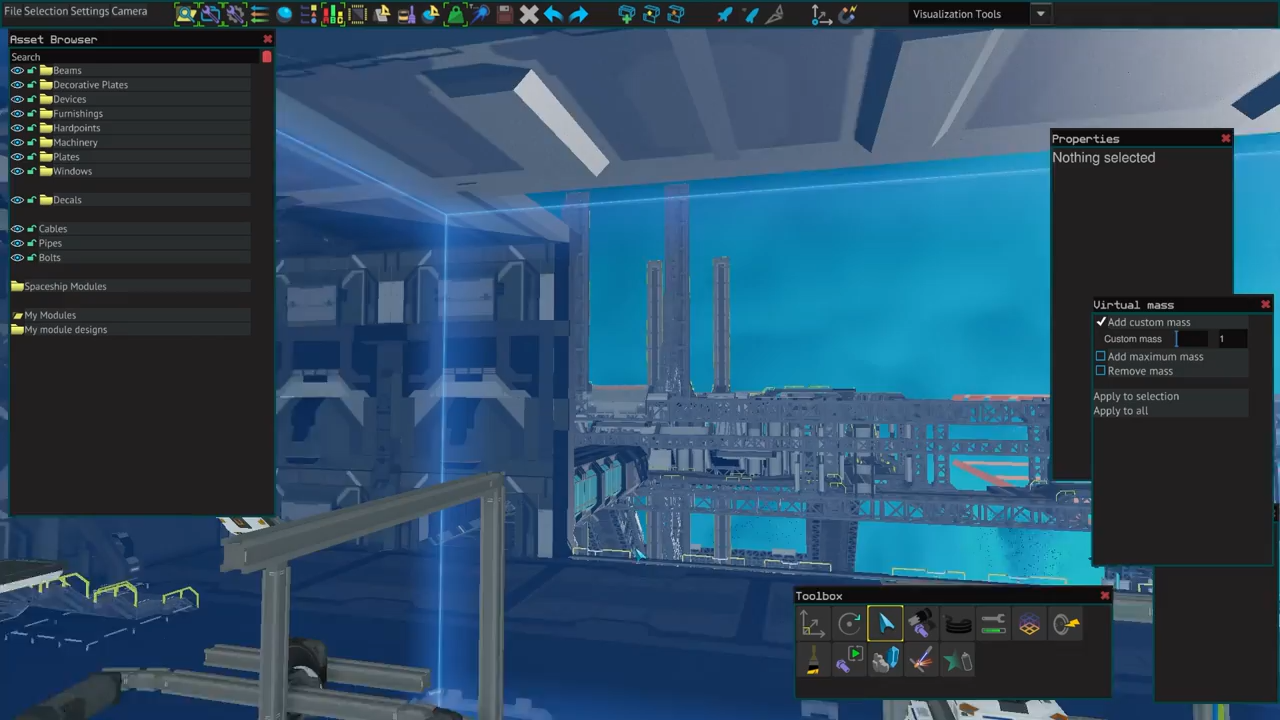 File Selection Settings Camera
Visualization Tools
Asset Browser
Search
Beams
Decorative Plates
Devices
Furnishings
Hardpoints
Machinery
Plates
Windows
Decals
Cables
Pipes
Bolts
Spaceship Modules
My Modules
My module designs
Properties
Nothing selected
Virtual mass
Add custom mass
Custom mass 1
Add maximum mass
Remove mass
Apply to selection
Apply to all
Toolbox